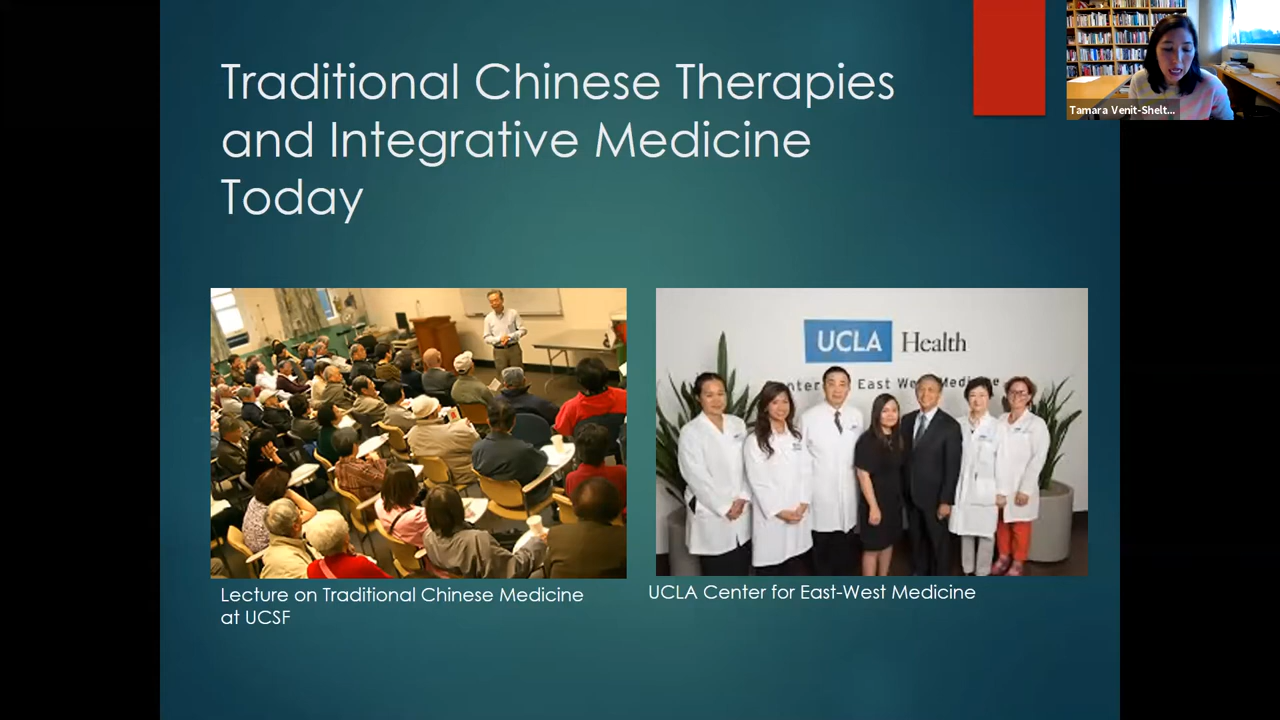 Traditional Chinese Therapies
and Integrative Medicine
Today
Tamara Venit-Shelt...
UCLA Health
Center East West Medicine
Lecture on Traditional Chinese Medicine
at UCSF
UCLA Center for East-West Medicine